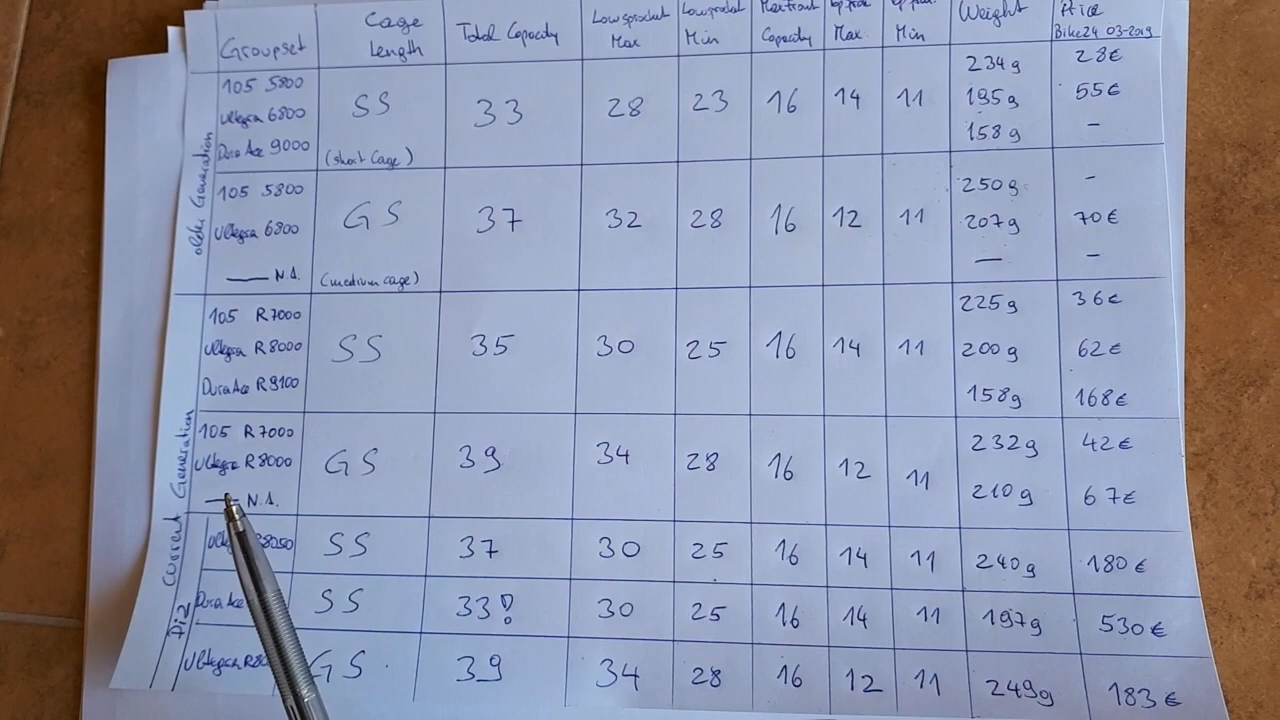 Groupset Cage Length Total Capacity Low sprocket Max Low sprocket Min Max Front Capacity Max. Min Weight Price Bike24 03-2019
older Generation
105 5800 SS 33 28 23 16 14 11 234g 28€
Ultegra 6800 195g 55€
Dura Ace 9000 (short Cage) 158g –
105 5800 GS 37 32 28 16 12 11 250g –
Ultegra 6800 207g 70€
— N.A. (medium cage) — –
Current Generation
105 R7000 SS 35 30 25 16 14 11 225g 36€
Ultegra R8000 200g 62€
Dura Ace R9100 158g 168€
105 R7000 GS 39 34 28 16 12 11 232g 42€
Ultegra R8000 210g 67€
— N.A.
Di2
SS 37 30 25 16 14 11 240g 180€
Dura Ace SS 33! 30 25 16 14 11 197g 530€
Ultegra GS 39 34 28 16 12 11 249g 183€